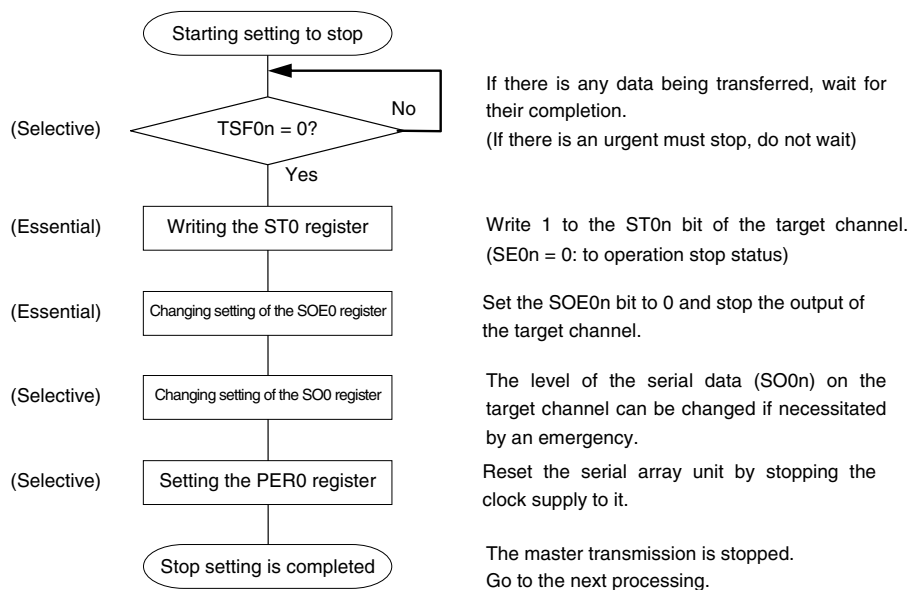 Starting setting to stop
No
(Selective)
TSF0n = 0?
If there is any data being transferred, wait for
their completion.
(If there is an urgent must stop, do not wait)
Yes
(Essential)
Writing the ST0 register
Write 1 to the ST0n bit of the target channel.
(SE0n = 0: to operation stop status)
(Essential)
Changing setting of the SOE0 register
Set the SOE0n bit to 0 and stop the output of
the target channel.
(Selective)
Changing setting of the SO0 register
The level of the serial data (SO0n) on the
target channel can be changed if necessitated
by an emergency.
(Selective)
Setting the PER0 register
Reset the serial array unit by stopping the
clock supply to it.
Stop setting is completed
The master transmission is stopped.
Go to the next processing.